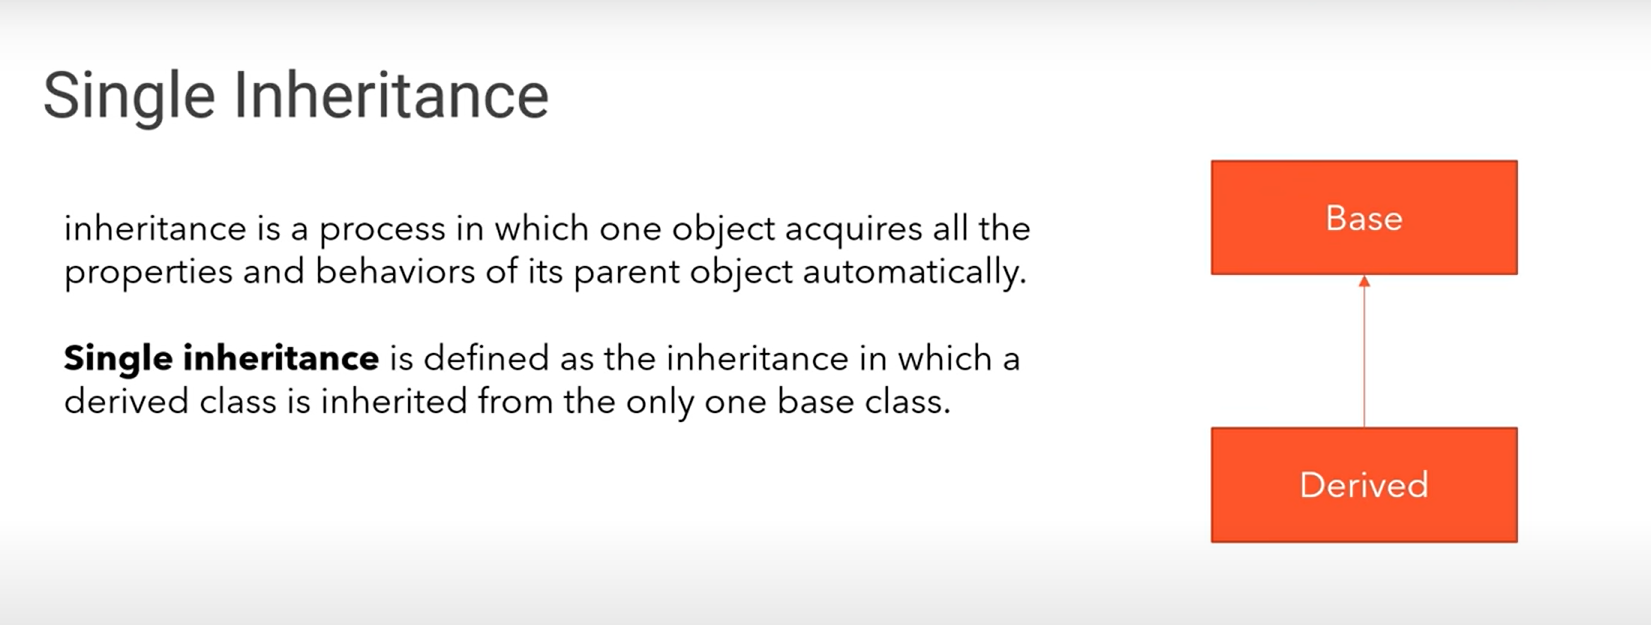 Single Inheritance
inheritance is a process in which one object acquires all the
properties and behaviors of its parent object automatically.
Single inheritance is defined as the inheritance in which a
derived class is inherited from the only one base class.
Base
Derived